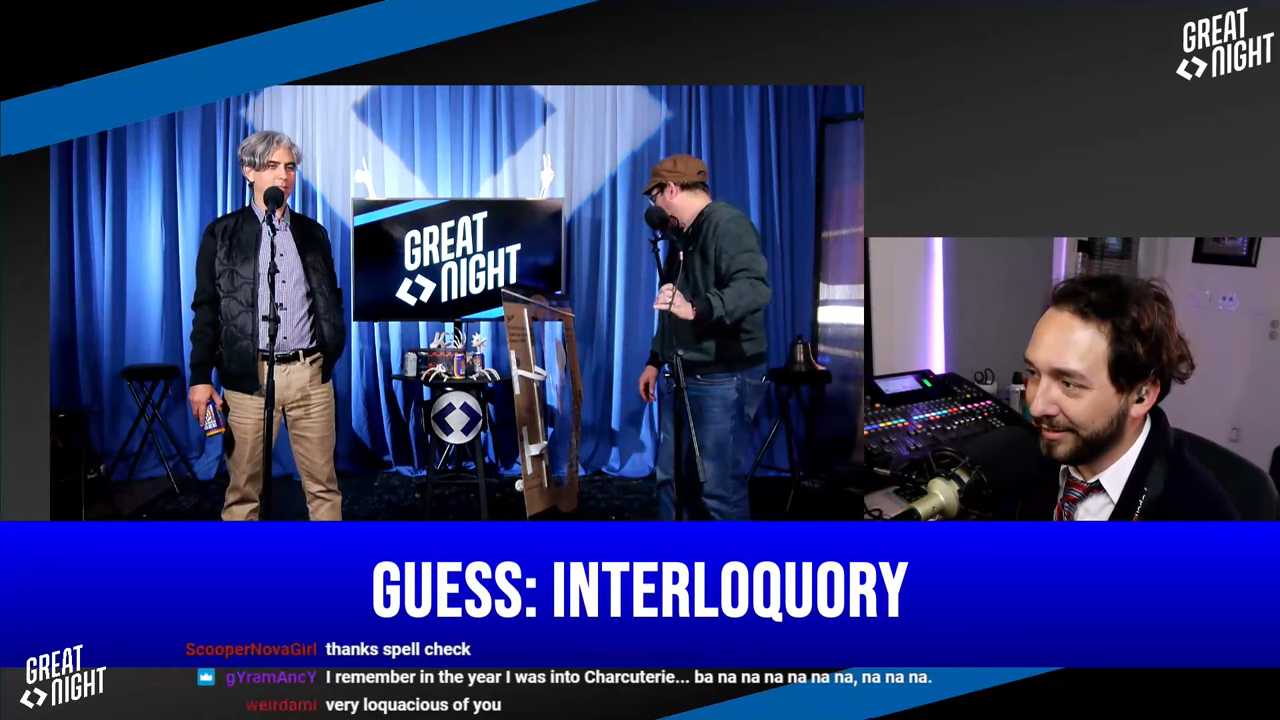 GREAT
NIGHT
GREAT
NIGHT
GUESS: INTERLOQUORY
ScooperNovaGirl thanks spell check
gYramAncY I remember in the year I was into Charcuterie... ba na na na na na na, na na na.
weirdami very loquacious of you
GREAT
NIGHT